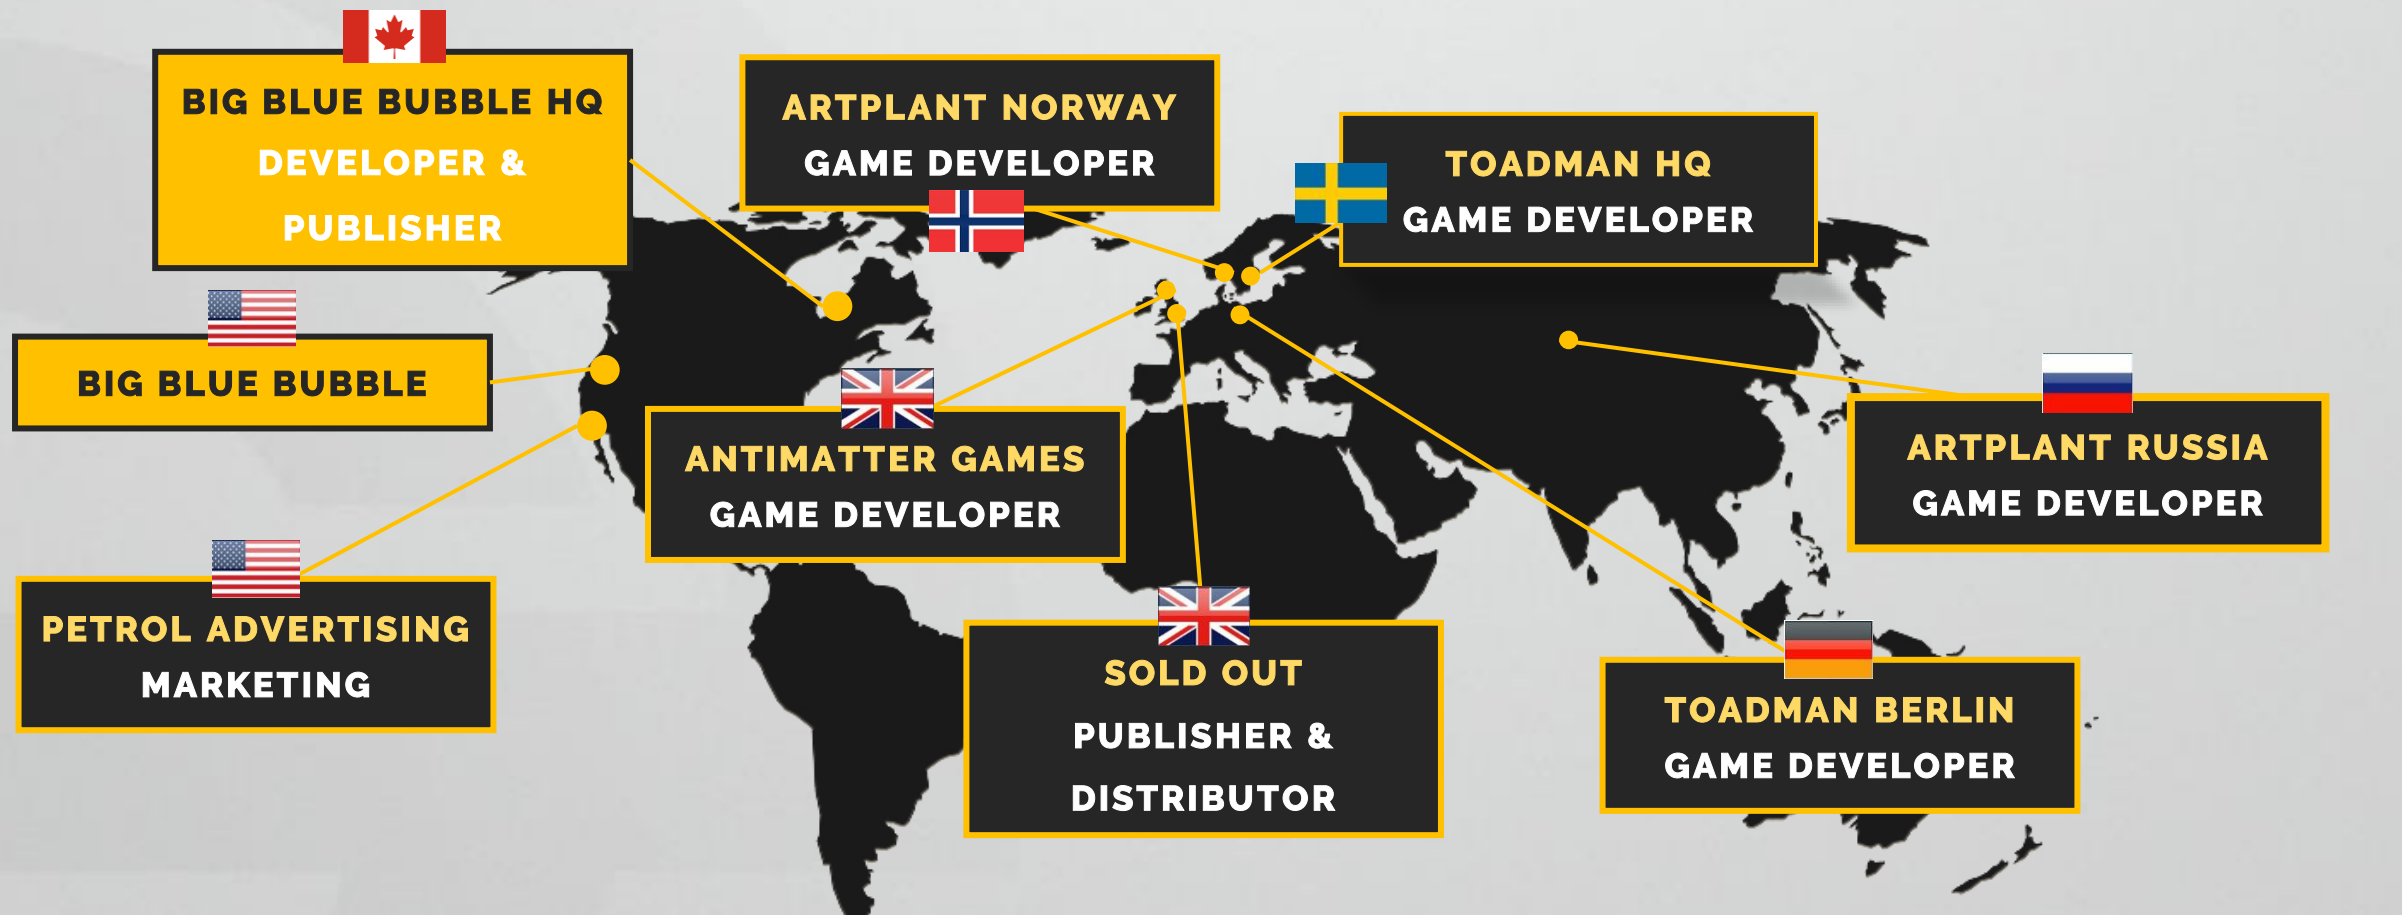 BIG BLUE BUBBLE HQ
DEVELOPER &
PUBLISHER
ARTPLANT NORWAY
GAME DEVELOPER
TOADMAN HQ
GAME DEVELOPER
BIG BLUE BUBBLE
ANTIMATTER GAMES
GAME DEVELOPER
ARTPLANT RUSSIA
GAME DEVELOPER
PETROL ADVERTISING
MARKETING
SOLD OUT
PUBLISHER &
DISTRIBUTOR
TOADMAN BERLIN
GAME DEVELOPER